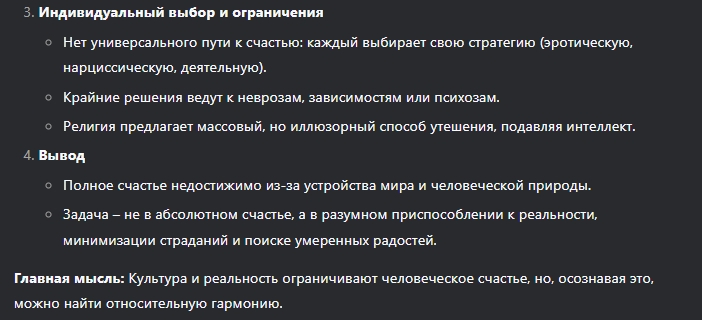 3. Индивидуальный выбор и ограничения
Нет универсального пути к счастью: каждый выбирает свою стратегию (эротическую,
нарциссическую, деятельную).
Крайние решения ведут к неврозам, зависимостям или психозам.
Религия предлагает массовый, но иллюзорный способ утешения, подавляя интеллект.
4. Вывод
Полное счастье недостижимо из-за устройства мира и человеческой природы.
Задача – не в абсолютном счастье, а в разумном приспособлении к реальности,
минимизации страданий и поиске умеренных радостей.
Главная мысль: Культура и реальность ограничивают человеческое счастье, но, осознавая это,
можно найти относительную гармонию.